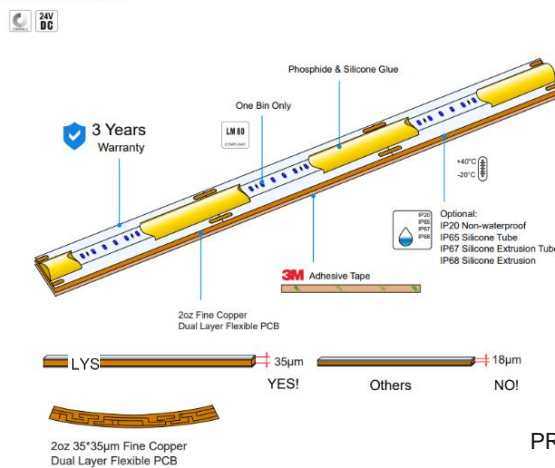 24V
DC
Phosphide & Silicone Glue
One Bin Only
3 Years
Warranty
LM 80
COMPLIANT
+40°C
-20°C
IP20
IP65
IP67
IP68
Optional:
IP20 Non-waterproof
IP65 Silicone Tube
IP67 Silicone Extrusion Tube
IP68 Silicone Extrusion
3M Adhesive Tape
2oz Fine Copper
Dual Layer Flexible PCB
LYS
35μm
18μm
YES!
Others
NO!
2oz 35*35μm Fine Copper
Dual Layer Flexible PCB
PR